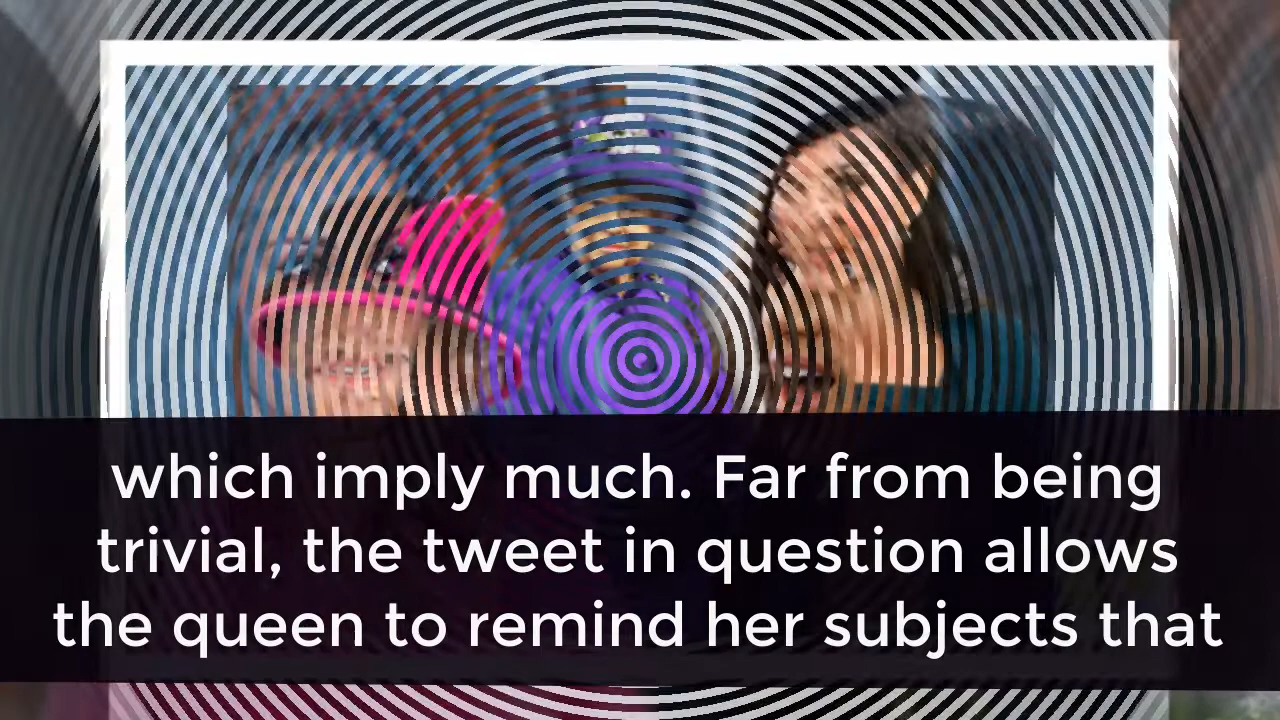 which imply much. Far from being
trivial, the tweet in question allows
the queen to remind her subjects that